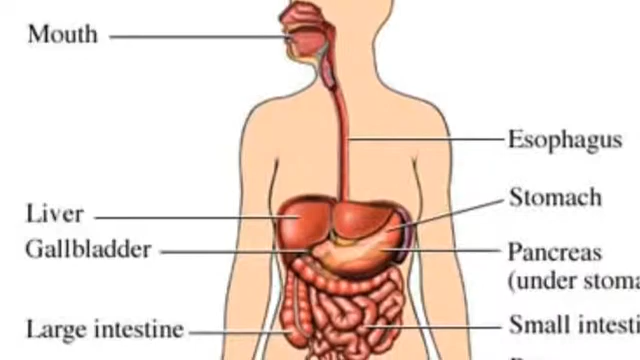 Mouth
Esophagus
Stomach
Liver
Gallbladder
Pancreas
(under stoma
Large intestine
Small intesti